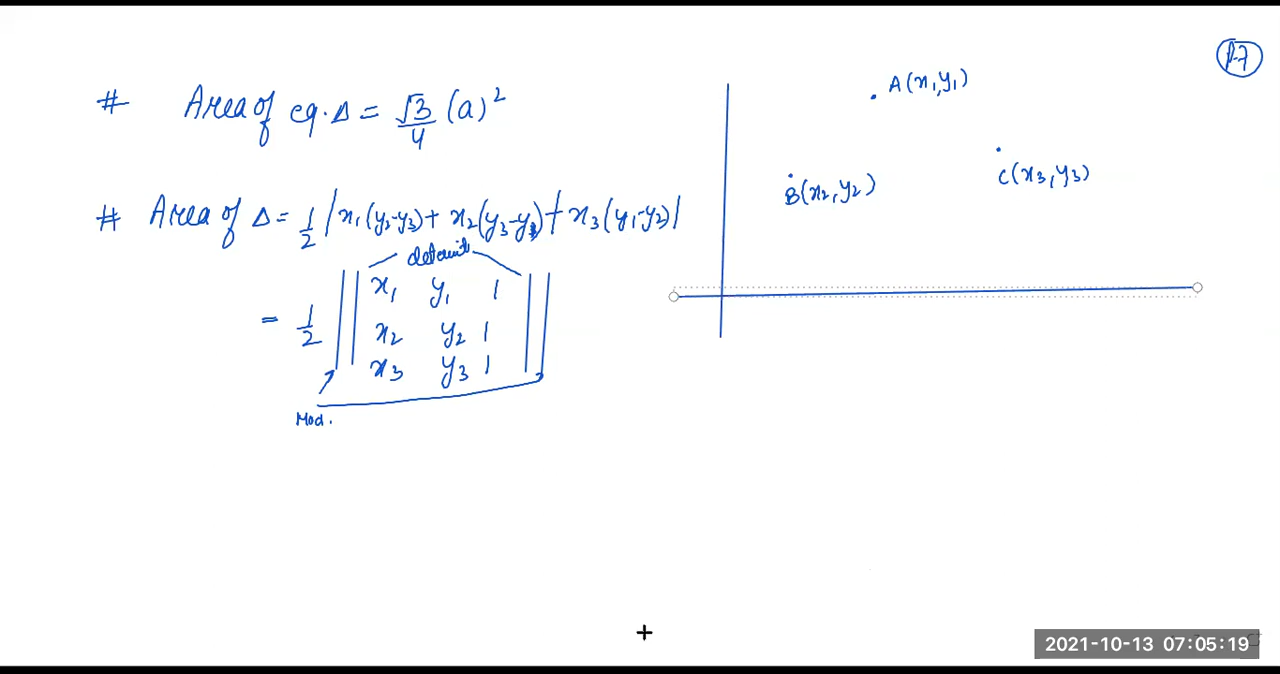 # Area of eq. Δ = √3/4 (a)²
# Area of Δ = 1/2 |x₁(y₂-y₃) + x₂(y₃-y₁) + x₃(y₁-y₂)|
= 1/2 || x₁ y₁ 1
x₂ y₂ 1
x₃ y₃ 1 ||
Mod.
A(x₁,y₁)
B(x₂,y₂)
C(x₃,y₃)
2021-10-13 07:05:19